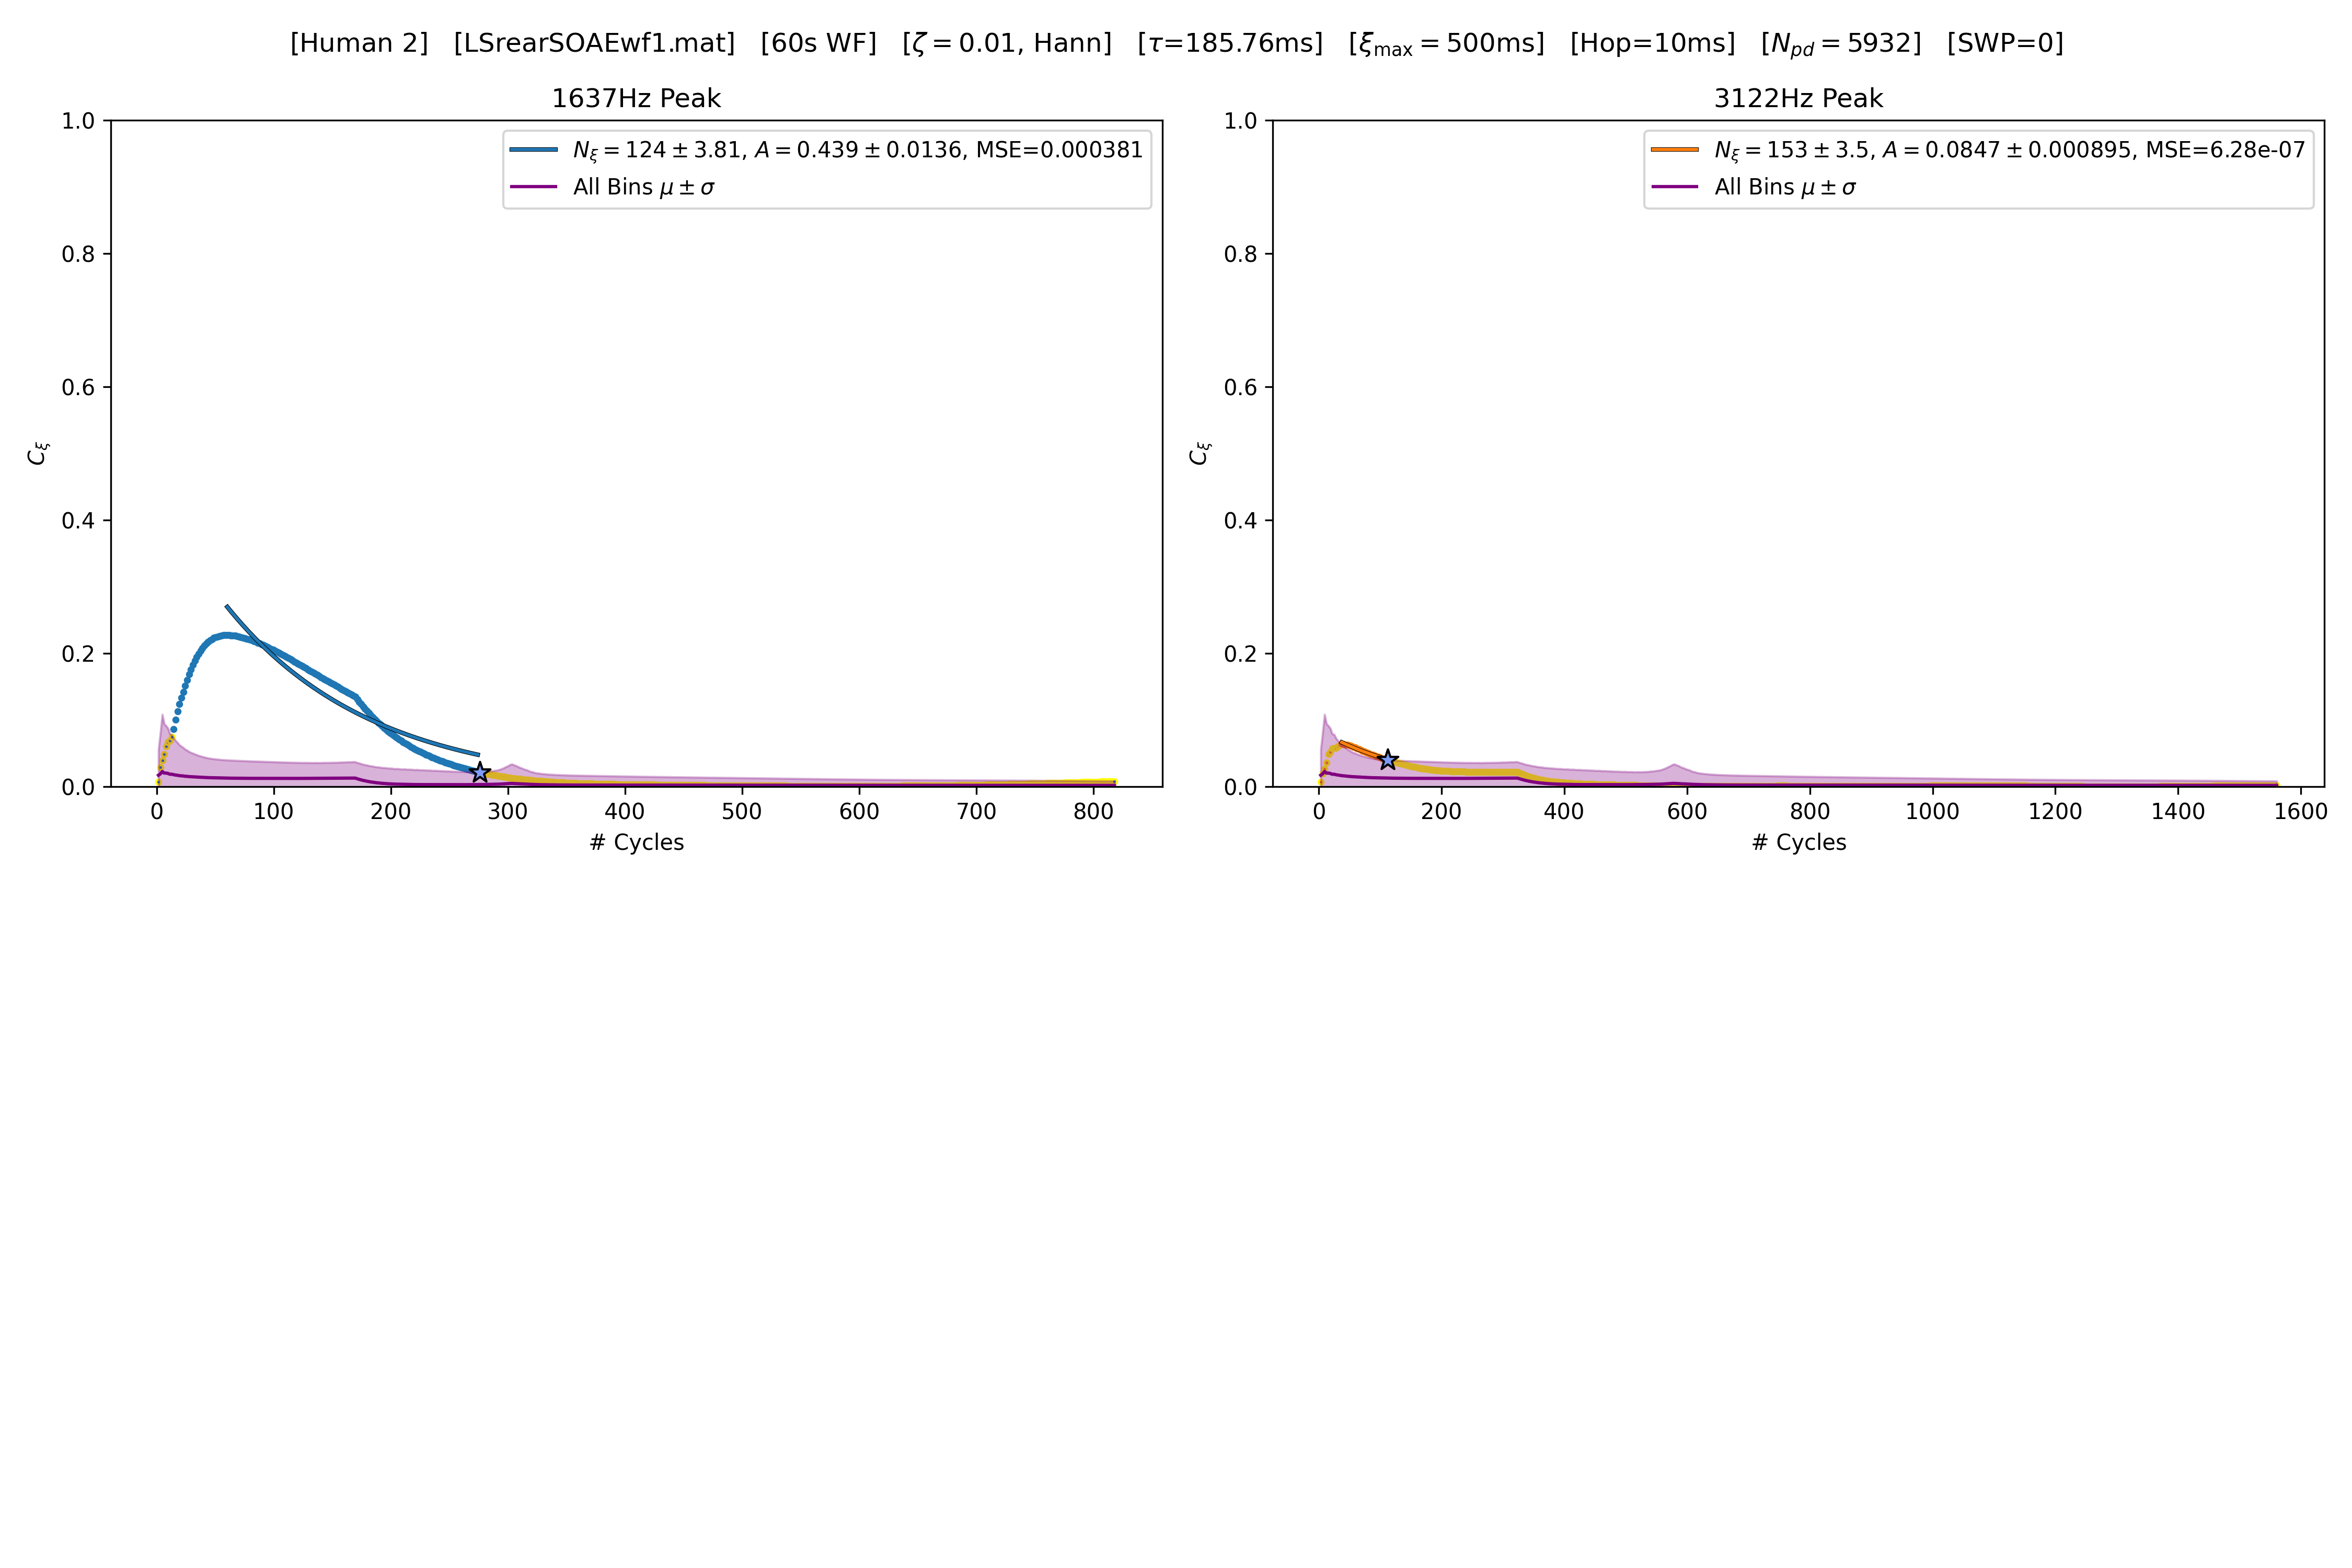 [Human 2] [LSrearSOAEwf1.mat] [60s WF] [ζ = 0.01, Hann] [τ=185.76ms] [ξmax = 500ms] [Hop=10ms] [Npd = 5932] [SWP=0]
1637Hz Peak
Nξ = 124 ± 3.81, A = 0.439 ± 0.0136, MSE=0.000381
All Bins μ ± σ
1.0
0.8
0.6
0.4
0.2
0.0
Cξ
0 100 200 300 400 500 600 700 800
# Cycles
3122Hz Peak
Nξ = 153 ± 3.5, A = 0.0847 ± 0.000895, MSE=6.28e-07
All Bins μ ± σ
1.0
0.8
0.6
0.4
0.2
0.0
Cξ
0 200 400 600 800 1000 1200 1400 1600
# Cycles